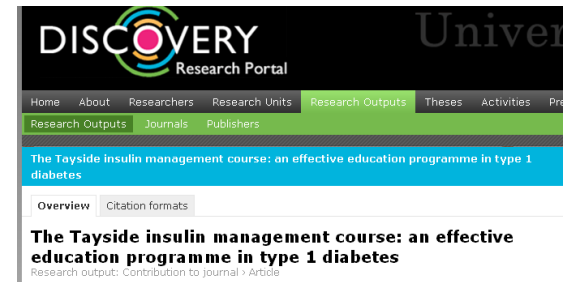 DISCOVERY
Research Portal
Home About Researchers Research Units Research Outputs Theses Activities
Research Outputs Journals Publishers
The Tayside insulin management course: an effective education programme in type 1
diabetes
Overview Citation formats
The Tayside insulin management course: an effective
education programme in type 1 diabetes
Research output: Contribution to journal › Article